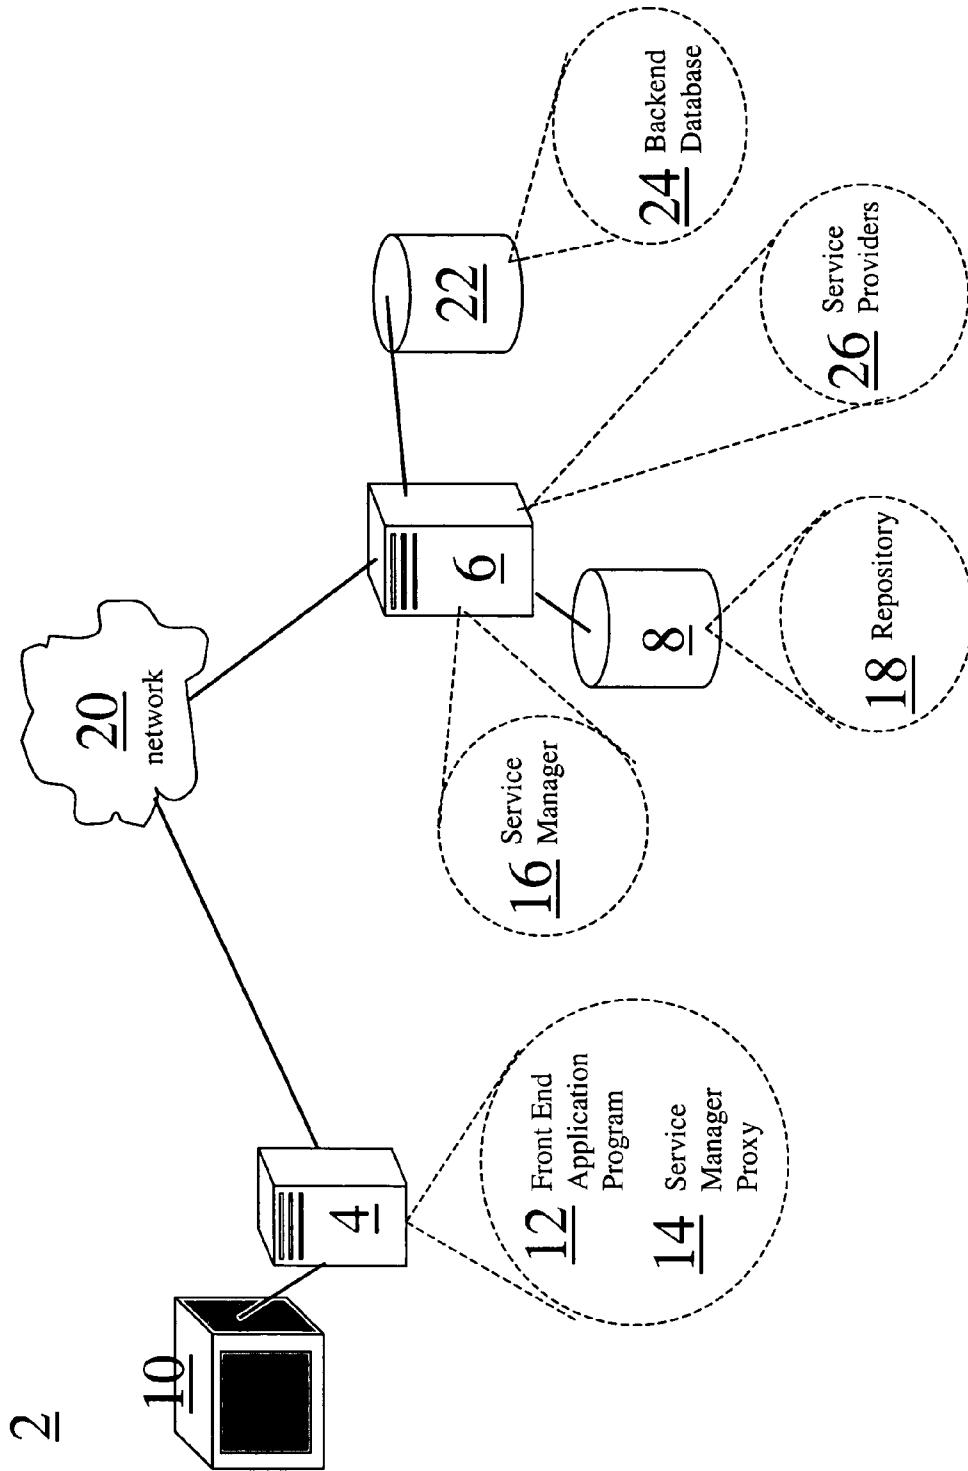 2
10
4
12 Front End
Application
Program
14 Service
Manager
Proxy
20
network
16 Service
Manager
6
8
18 Repository
22
24 Backend
Database
26 Service
Providers